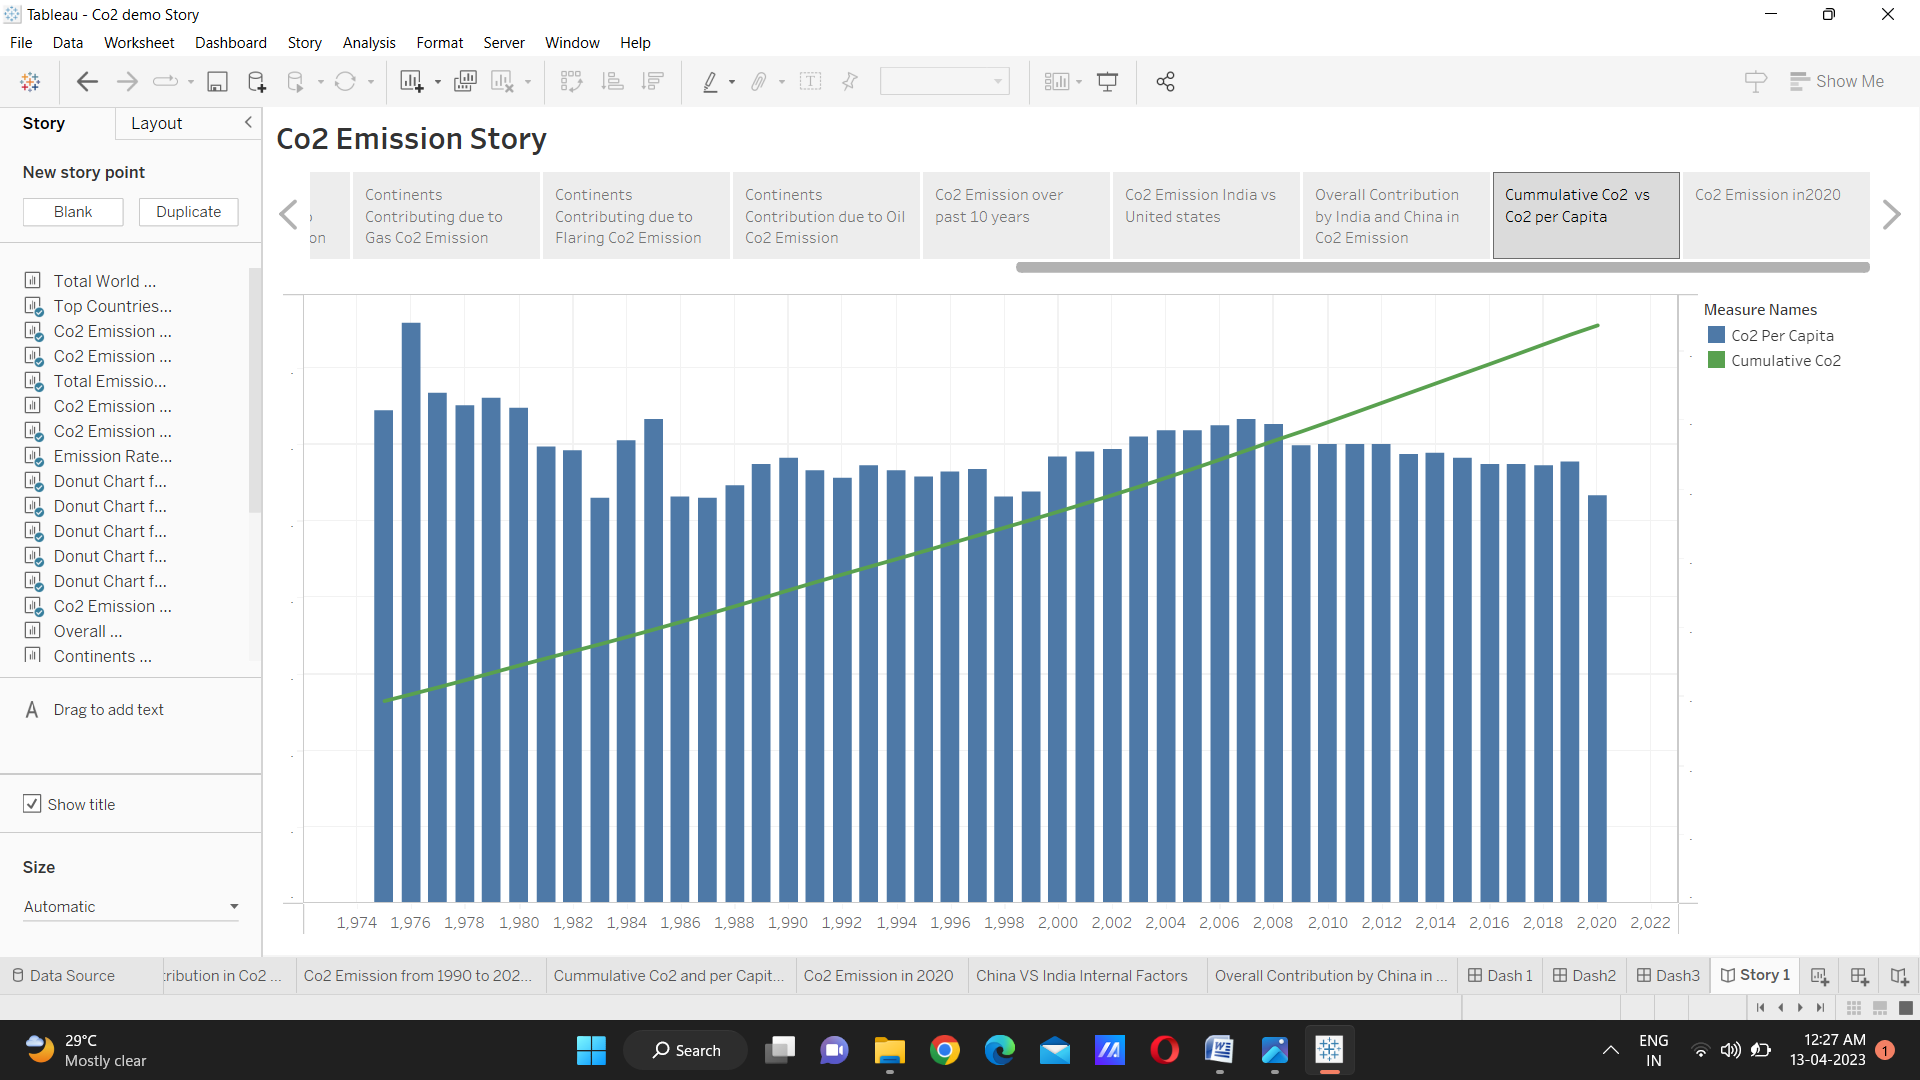 Tableau - Co2 demo Story
File Data Worksheet Dashboard Story Analysis Format Server Window Help
Show Me
Story Layout
New story point
Blank Duplicate
Total World ...
Top Countries...
Co2 Emission ...
Co2 Emission ...
Total Emissio...
Co2 Emission ...
Co2 Emission ...
Emission Rate...
Donut Chart f...
Donut Chart f...
Donut Chart f...
Donut Chart f...
Donut Chart f...
Co2 Emission ...
Overall ...
Continents ...
A Drag to add text
Show title
Size
Automatic
Co2 Emission Story
on
Continents
Contributing due to
Gas Co2 Emission
Continents
Contributing due to
Flaring Co2 Emission
Continents
Contribution due to Oil
Co2 Emission
Co2 Emission over
past 10 years
Co2 Emission India vs
United states
Overall Contribution
by India and China in
Co2 Emission
Cummulative Co2 vs
Co2 per Capita
Co2 Emission in2020
Measure Names
Co2 Per Capita
Cumulative Co2
1,974 1,976 1,978 1,980 1,982 1,984 1,986 1,988 1,990 1,992 1,994 1,996 1,998 2,000 2,002 2,004 2,006 2,008 2,010 2,012 2,014 2,016 2,018 2,020 2,022
Data Source tribution in Co2 ... Co2 Emission from 1990 to 202... Cummulative Co2 and per Capit... Co2 Emission in 2020 China VS India Internal Factors Overall Contribution by China in ... Dash 1 Dash2 Dash3 Story 1
29°C
Mostly clear
Search
ENG
IN
12:27 AM
13-04-2023
1